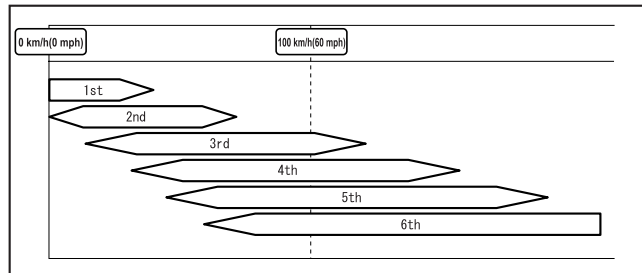 0 km/h(0 mph)
100 km/h(60 mph)
1st
2nd
3rd
4th
5th
6th